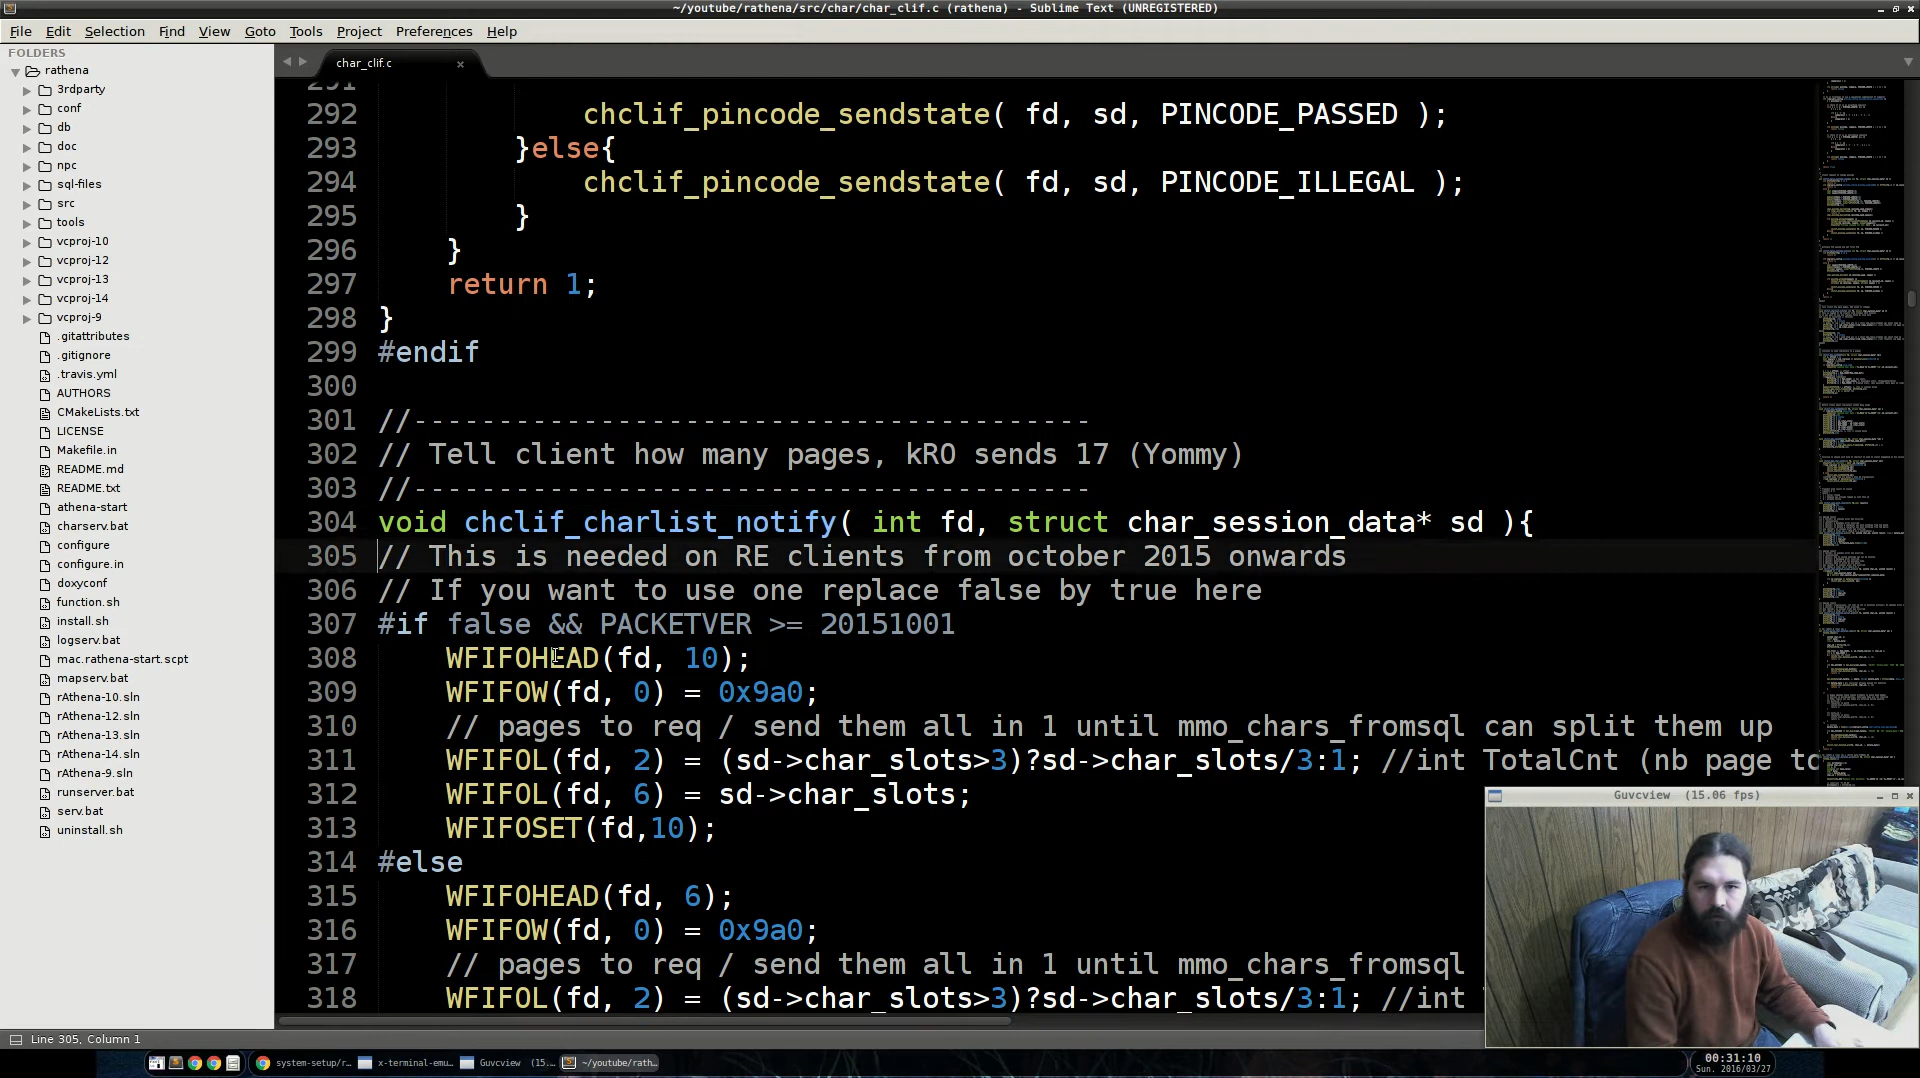 ~/youtube/rathena/src/char/char_clif.c (rathena) - Sublime Text (UNREGISTERED)
File Edit Selection Find View Goto Tools Project Preferences Help
FOLDERS
rathena
3rdparty
conf
db
doc
npc
sql-files
src
tools
vcproj-10
vcproj-12
vcproj-13
vcproj-14
vcproj-9
.gitattributes
.gitignore
.travis.yml
AUTHORS
CMakeLists.txt
LICENSE
Makefile.in
README.md
README.txt
athena-start
charserv.bat
configure
configure.in
doxyconf
function.sh
install.sh
logserv.bat
mac.rathena-start.scpt
mapserv.bat
rAthena-10.sln
rAthena-12.sln
rAthena-13.sln
rAthena-14.sln
rAthena-9.sln
runserver.bat
serv.bat
uninstall.sh
char_clif.c
291
292 chclif_pincode_sendstate( fd, sd, PINCODE_PASSED );
293 }else{
294 chclif_pincode_sendstate( fd, sd, PINCODE_ILLEGAL );
295 }
296 }
297 return 1;
298 }
299 #endif
300
301 //----------------------------------------
302 // Tell client how many pages, kRO sends 17 (Yommy)
303 //----------------------------------------
304 void chclif_charlist_notify( int fd, struct char_session_data* sd ){
305 // This is needed on RE clients from october 2015 onwards
306 // If you want to use one replace false by true here
307 #if false && PACKETVER >= 20151001
308 WFIFOHEAD(fd, 10);
309 WFIFOW(fd, 0) = 0x9a0;
310 // pages to req / send them all in 1 until mmo_chars_fromsql can split them up
311 WFIFOL(fd, 2) = (sd->char_slots>3)?sd->char_slots/3:1; //int TotalCnt (nb page to
312 WFIFOL(fd, 6) = sd->char_slots;
313 WFIFOSET(fd,10);
314 #else
315 WFIFOHEAD(fd, 6);
316 WFIFOW(fd, 0) = 0x9a0;
317 // pages to req / send them all in 1 until mmo_chars_fromsql
318 WFIFOL(fd, 2) = (sd->char_slots>3)?sd->char_slots/3:1; //int
Guvcview (15.06 fps)
Line 305, Column 1
system-setup/r... x-terminal-emu... Guvcview (15.... ~/youtube/rath...
00:31:10
Sun. 2016/03/27